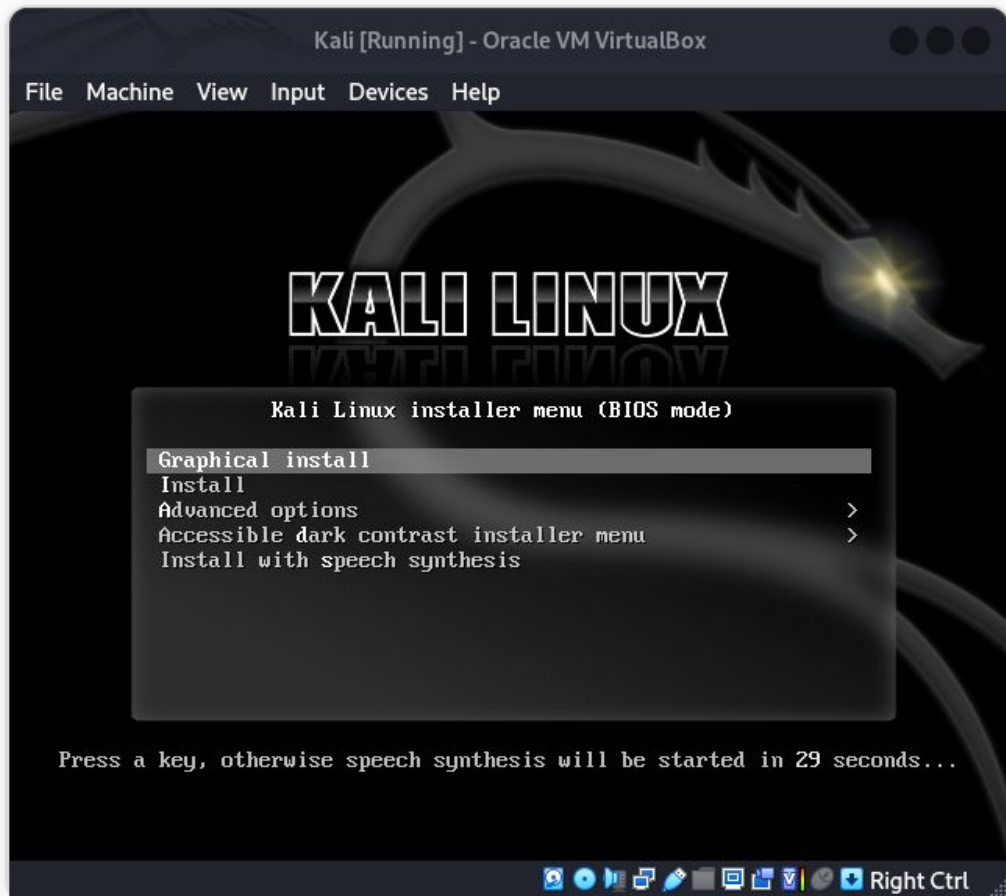 Kali [Running] - Oracle VM VirtualBox
File Machine View Input Devices Help
KALI LINUX
Kali Linux installer menu (BIOS mode)
Graphical install
Install
Advanced options >
Accessible dark contrast installer menu >
Install with speech synthesis
Press a key, otherwise speech synthesis will be started in 29 seconds...
Right Ctrl